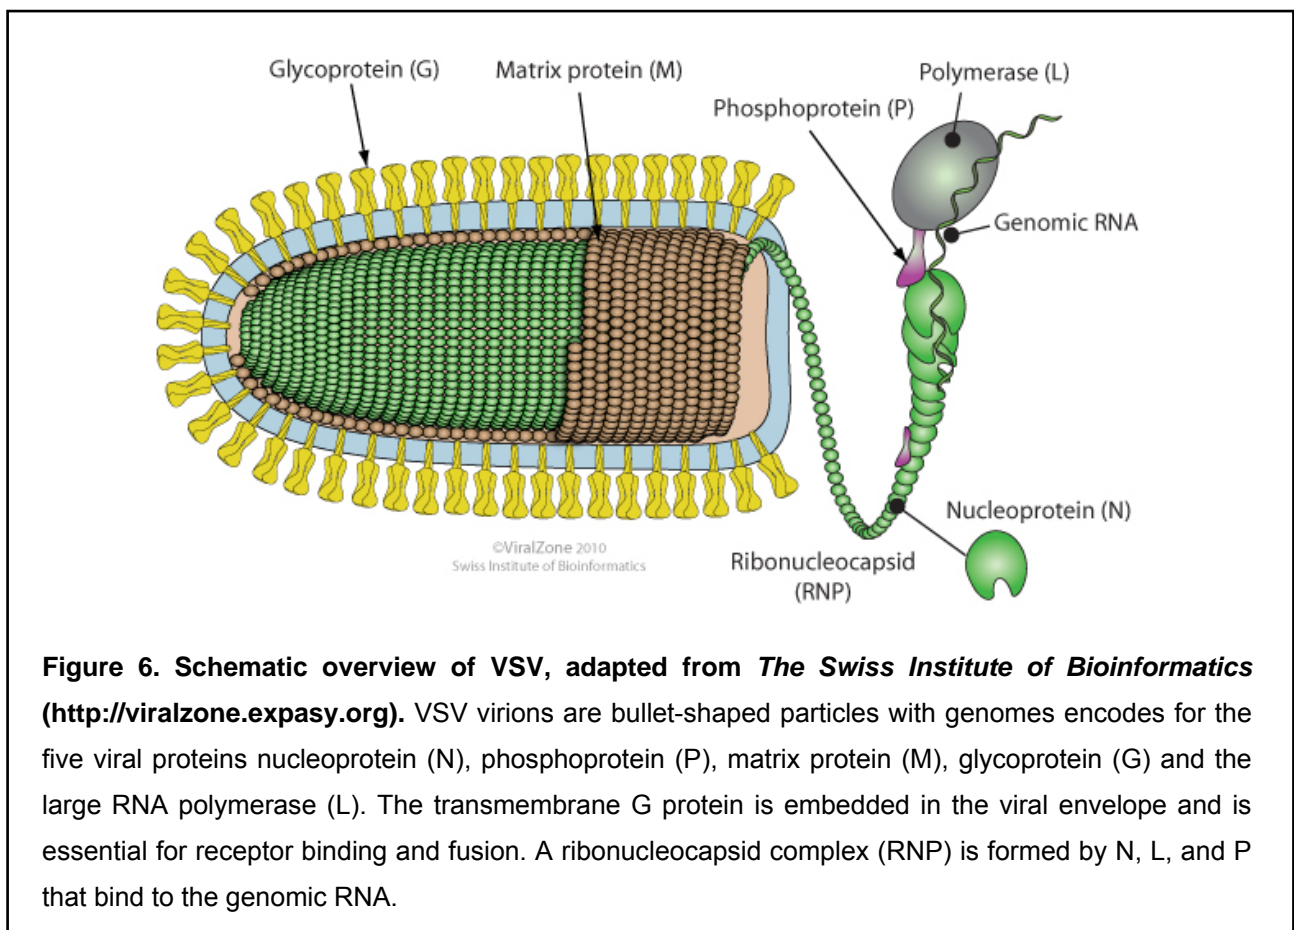 Glycoprotein (G)
Matrix protein (M)
Polymerase (L)
Phosphoprotein (P)
Genomic RNA
Nucleoprotein (N)
Ribonucleocapsid
(RNP)
©ViralZone 2010
Swiss Institute of Bioinformatics
Figure 6. Schematic overview of VSV, adapted from The Swiss Institute of Bioinformatics
(http://viralzone.expasy.org). VSV virions are bullet-shaped particles with genomes encodes for the
five viral proteins nucleoprotein (N), phosphoprotein (P), matrix protein (M), glycoprotein (G) and the
large RNA polymerase (L). The transmembrane G protein is embedded in the viral envelope and is
essential for receptor binding and fusion. A ribonucleocapsid complex (RNP) is formed by N, L, and P
that bind to the genomic RNA.